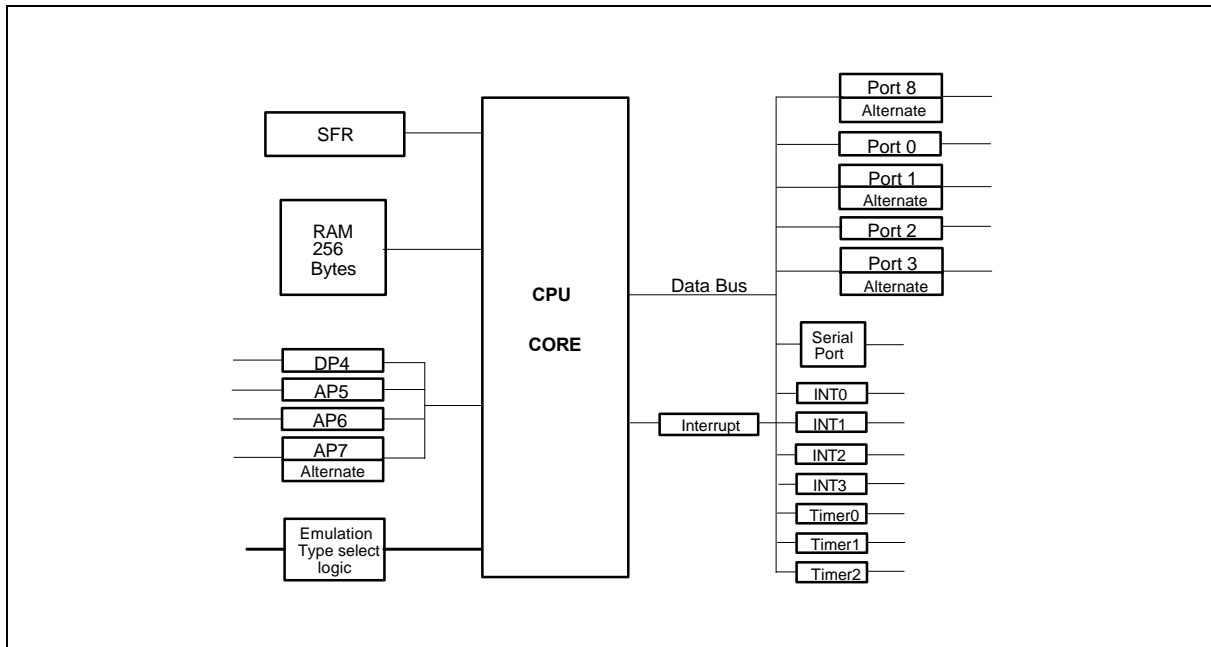 SFR
RAM
256
Bytes
DP4
AP5
AP6
AP7
Alternate
Emulation
Type select
logic
CPU
CORE
Data Bus
Interrupt
Port 8
Alternate
Port 0
Port 1
Alternate
Port 2
Port 3
Alternate
Serial
Port
INT0
INT1
INT2
INT3
Timer0
Timer1
Timer2